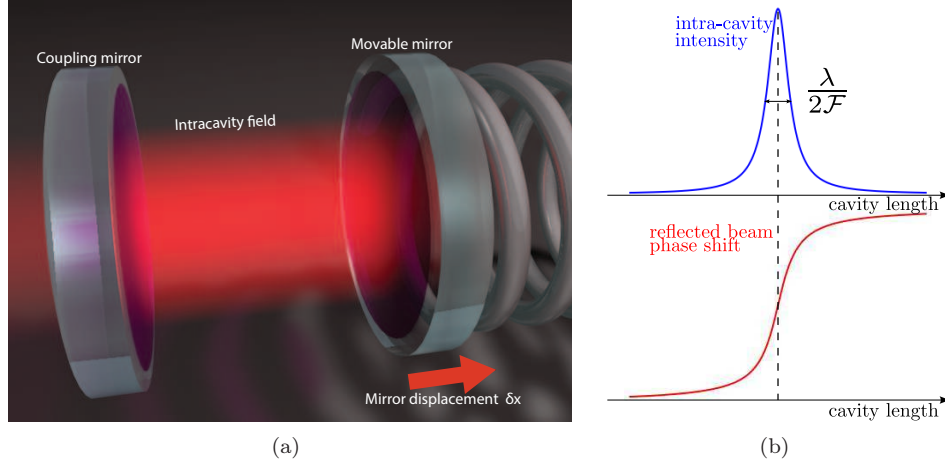 Coupling mirror
Movable mirror
Intracavity field
Mirror displacement δx
(a)
intra-cavity
intensity
λ
2ℱ
cavity length
reflected beam
phase shift
cavity length
(b)